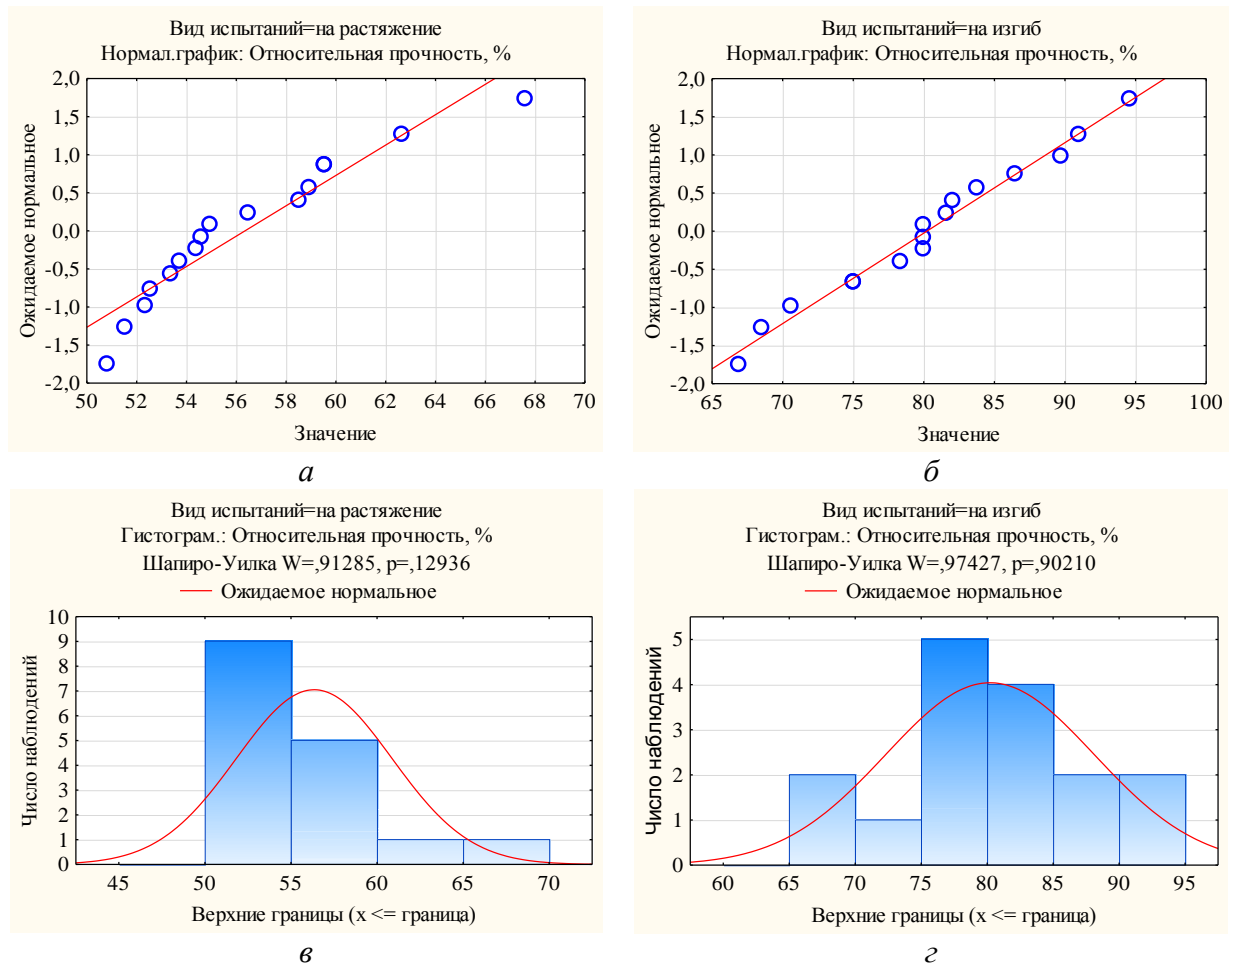 Вид испытаний=на растяжение
Нормал.график: Относительная прочность, %
Ожидаемое нормальное
2,0
1,5
1,0
0,5
0,0
-0,5
-1,0
-1,5
-2,0
50 52 54 56 58 60 62 64 66 68 70
Значение
а
Вид испытаний=на изгиб
Нормал.график: Относительная прочность, %
Ожидаемое нормальное
2,0
1,5
1,0
0,5
0,0
-0,5
-1,0
-1,5
-2,0
65 70 75 80 85 90 95 100
Значение
б
Вид испытаний=на растяжение
Гистограм.: Относительная прочность, %
Шапиро-Уилка W=,91285, p=,12936
Ожидаемое нормальное
Число наблюдений
10
9
8
7
6
5
4
3
2
1
0
45 50 55 60 65 70
Верхние границы (x <= граница)
в
Вид испытаний=на изгиб
Гистограм.: Относительная прочность, %
Шапиро-Уилка W=,97427, p=,90210
Ожидаемое нормальное
Число наблюдений
5
4
3
2
1
0
60 65 70 75 80 85 90 95
Верхние границы (x <= граница)
г